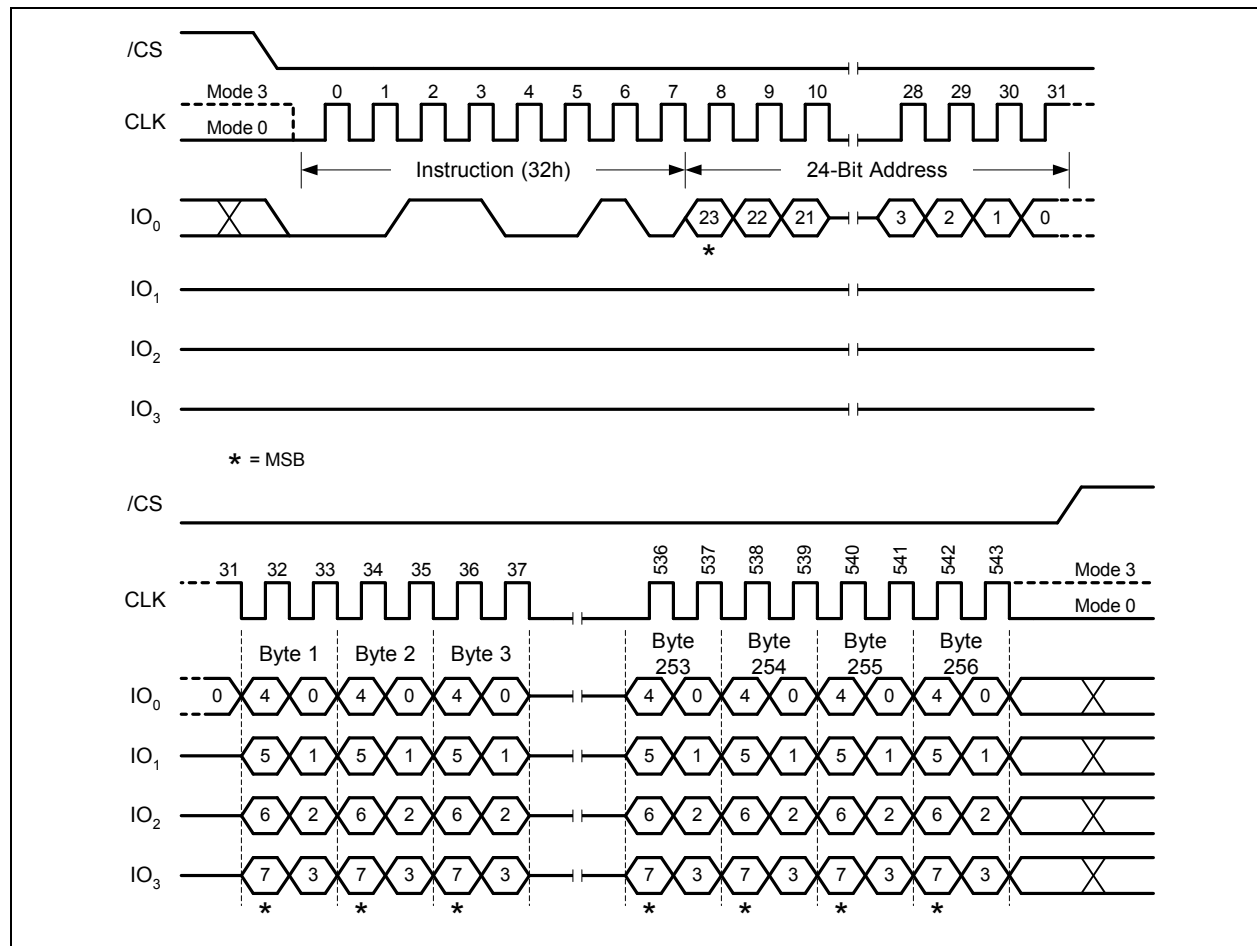 /CS
Mode 3 0 1 2 3 4 5 6 7 8 9 10 28 29 30 31
CLK Mode 0
Instruction (32h) 24-Bit Address
IO0 23 22 21 3 2 1 0
*
IO1
IO2
IO3
* = MSB
/CS
31 32 33 34 35 36 37 536 537 538 539 540 541 542 543 Mode 3
CLK Mode 0
Byte 1 Byte 2 Byte 3 Byte 253 Byte 254 Byte 255 Byte 256
IO0 0 4 0 4 0 4 0 4 0 4 0 4 0 4 0
IO1 5 1 5 1 5 1 5 1 5 1 5 1 5 1
IO2 6 2 6 2 6 2 6 2 6 2 6 2 6 2
IO3 7 3 7 3 7 3 7 3 7 3 7 3 7 3
* * * * * * *